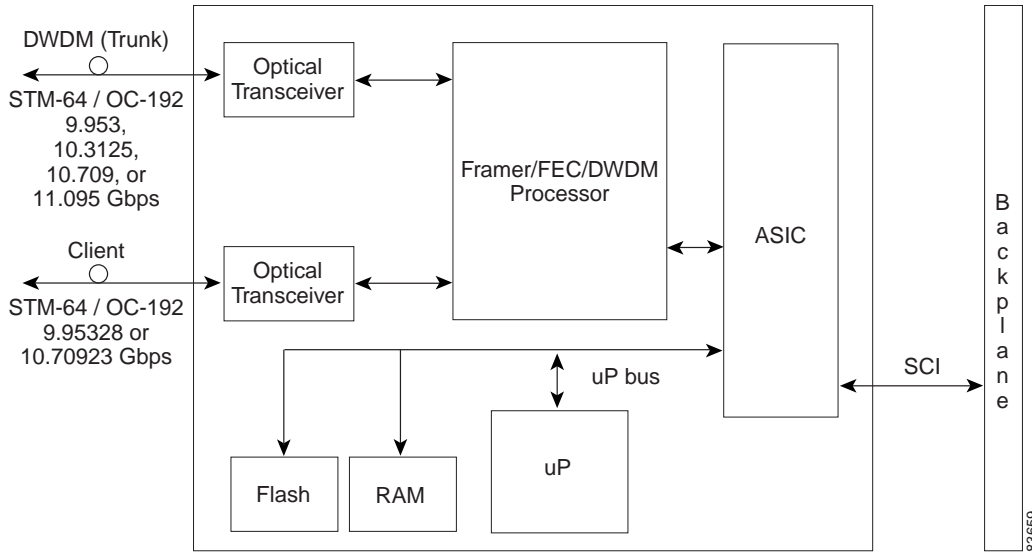 DWDM (Trunk)
STM-64 / OC-192
9.953,
10.3125,
10.709, or
11.095 Gbps
Optical
Transceiver
Framer/FEC/DWDM
Processor
ASIC
Client
STM-64 / OC-192
9.95328 or
10.70923 Gbps
Optical
Transceiver
uP bus
SCI
Backplane
Flash
RAM
uP
83659